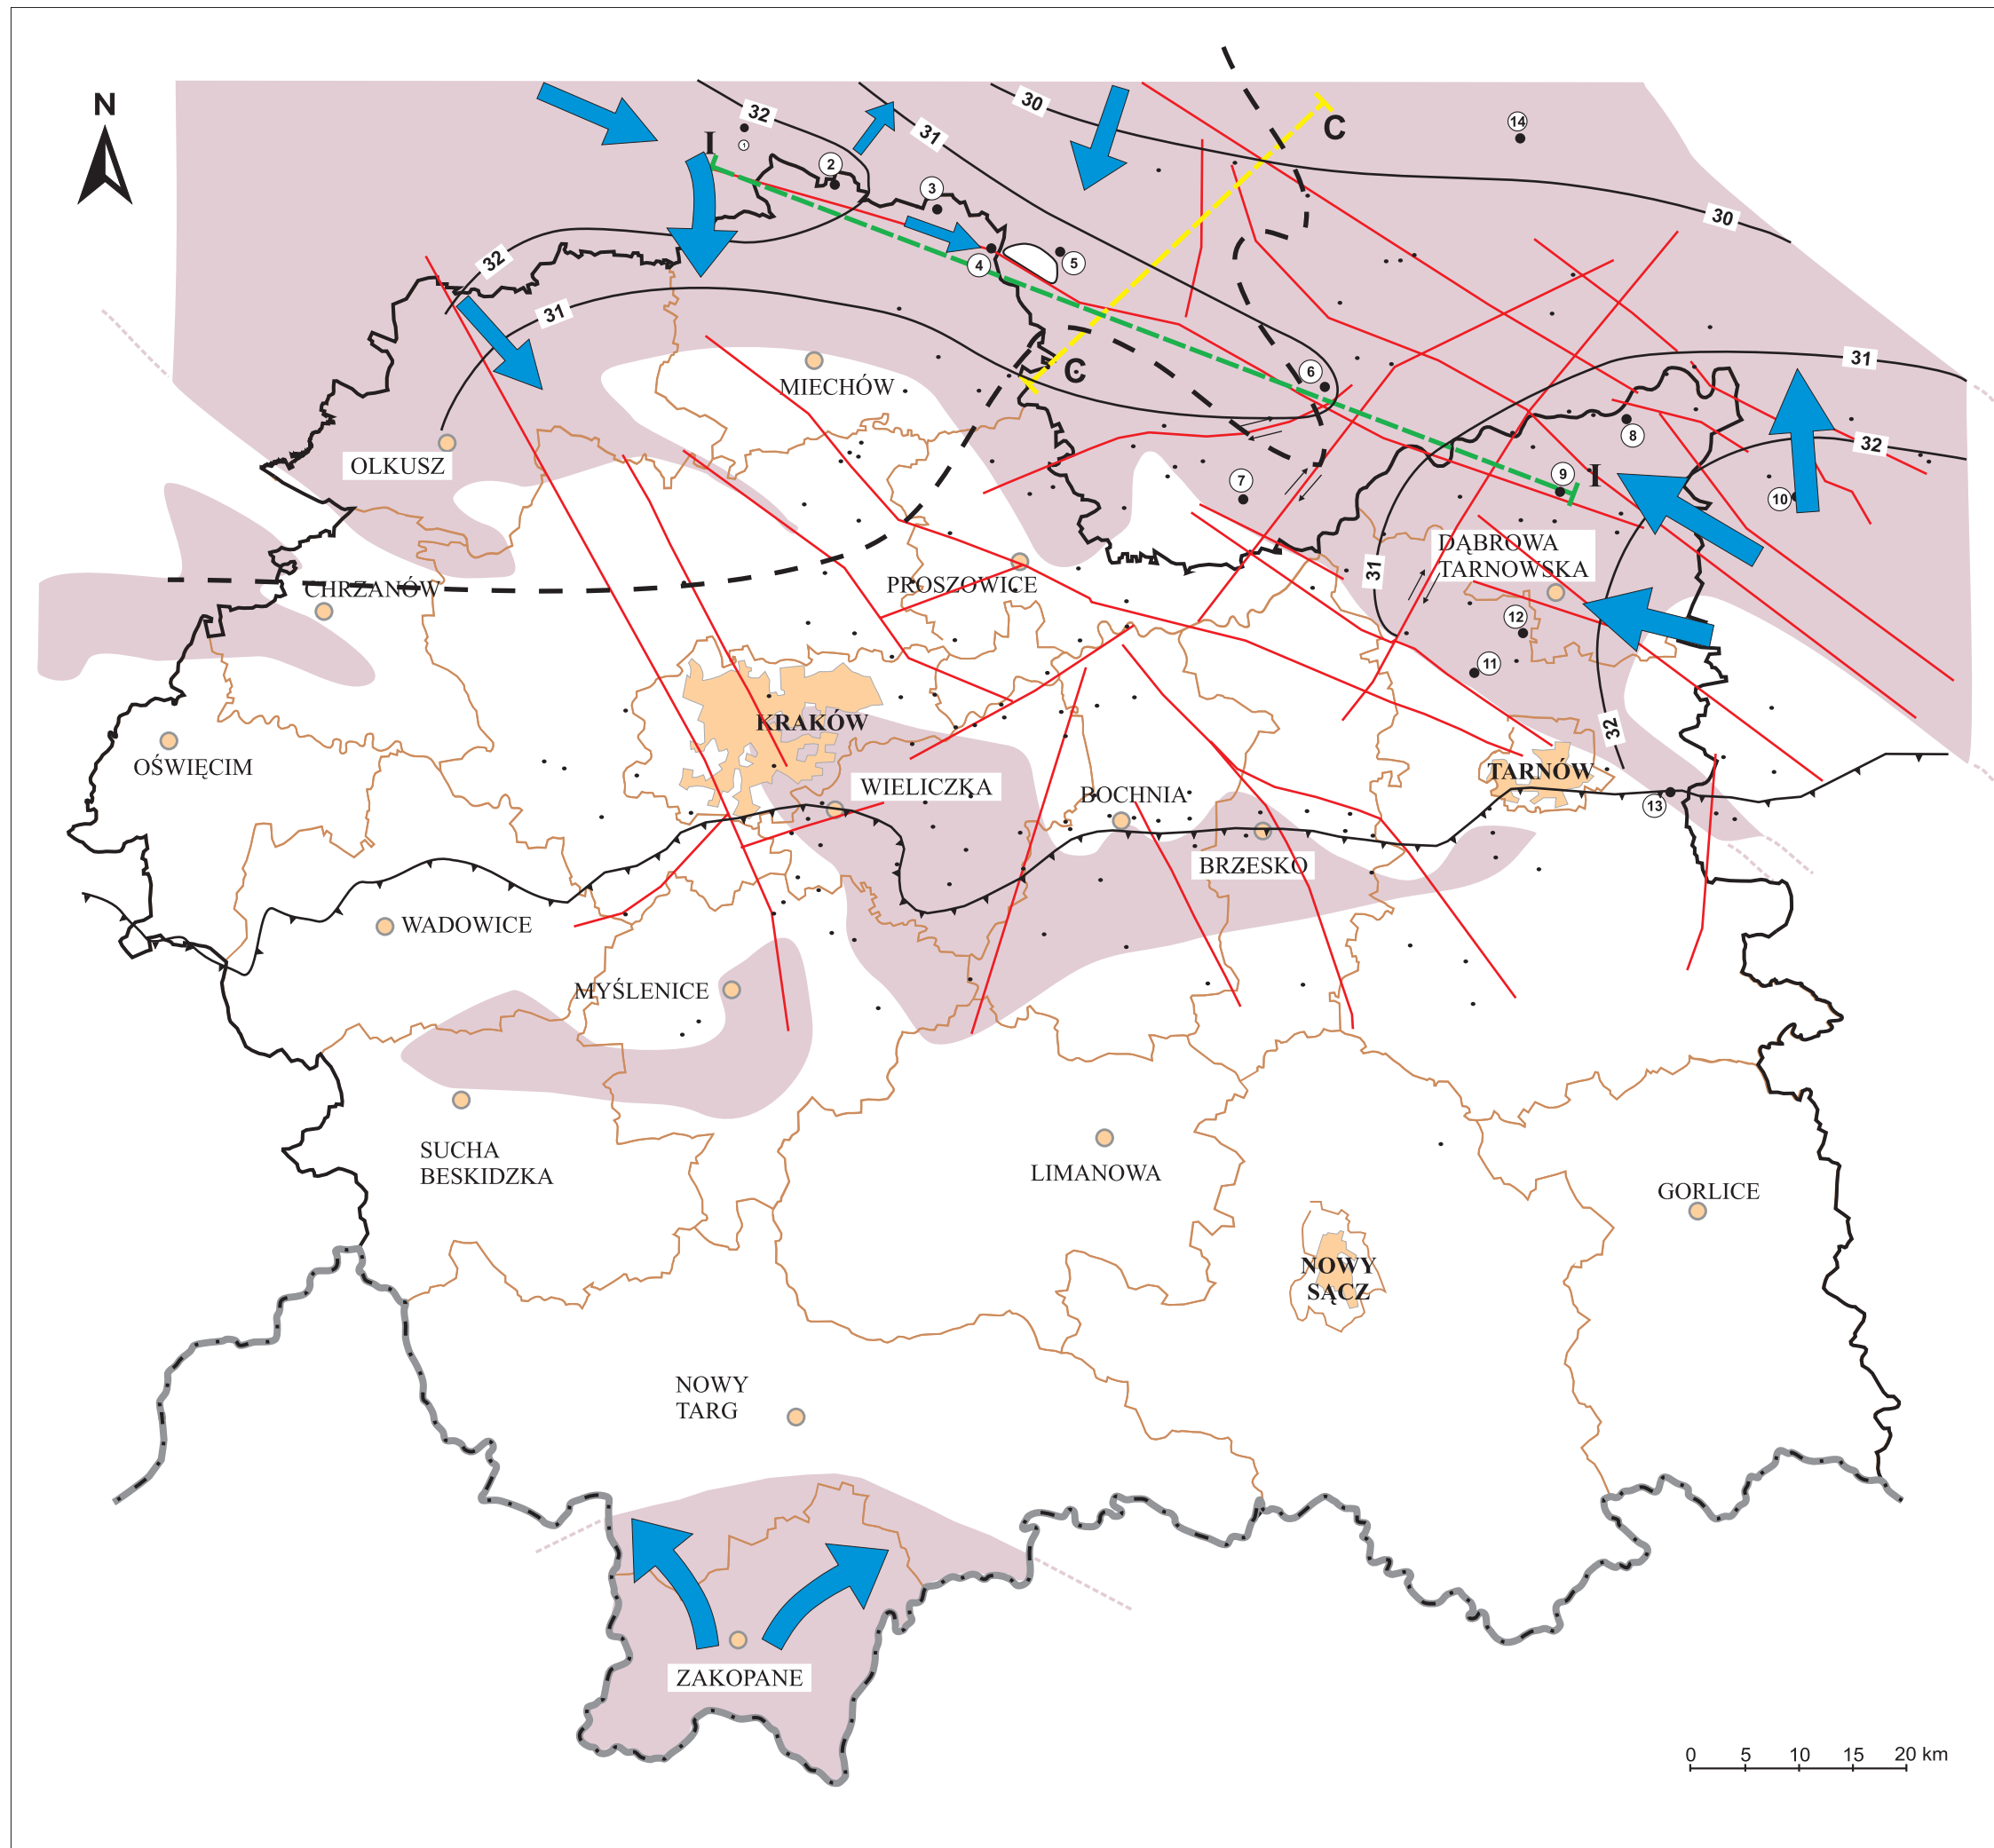 N
32
30
C
14
I
1
31
2
3
30
4
5
32
31
31
6
MIECHÓW
C
8
32
OLKUSZ
7
9
I
10
DĄBROWA
TARNOWSKA
31
CHRZANÓW
PROSZOWICE
12
11
KRAKÓW
32
OŚWIĘCIM
TARNÓW
WIELICZKA
BOCHNIA
13
BRZESKO
WADOWICE
MYŚLENICE
SUCHA
BESKIDZKA
LIMANOWA
GORLICE
NOWY
SĄCZ
NOWY
TARG
ZAKOPANE
0 5 10 15 20 km